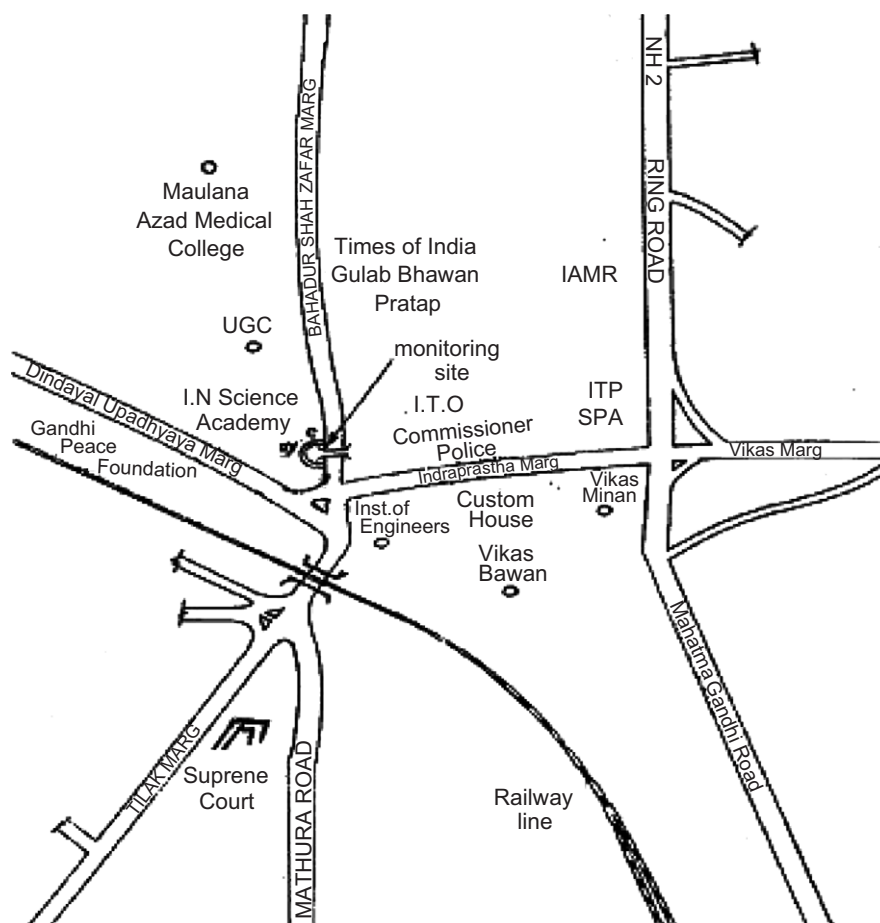 NH 2
BAHADUR SHAH ZAFAR MARG
RING ROAD
Maulana
Azad Medical
College
Times of India
Gulab Bhawan
Pratap
IAMR
UGC
monitoring
site
Dindayal Upadhyaya Marg
I.N Science
Academy
I.T.O
ITP
SPA
Gandhi
Peace
Foundation
Commissioner
Police
Indraprastha Marg
Vikas Marg
Vikas
Minan
Inst.of
Engineers
Custom
House
Vikas
Bawan
Mahatma Gandhi Road
TILAK MARG
Suprene
Court
MATHURA ROAD
Railway
line